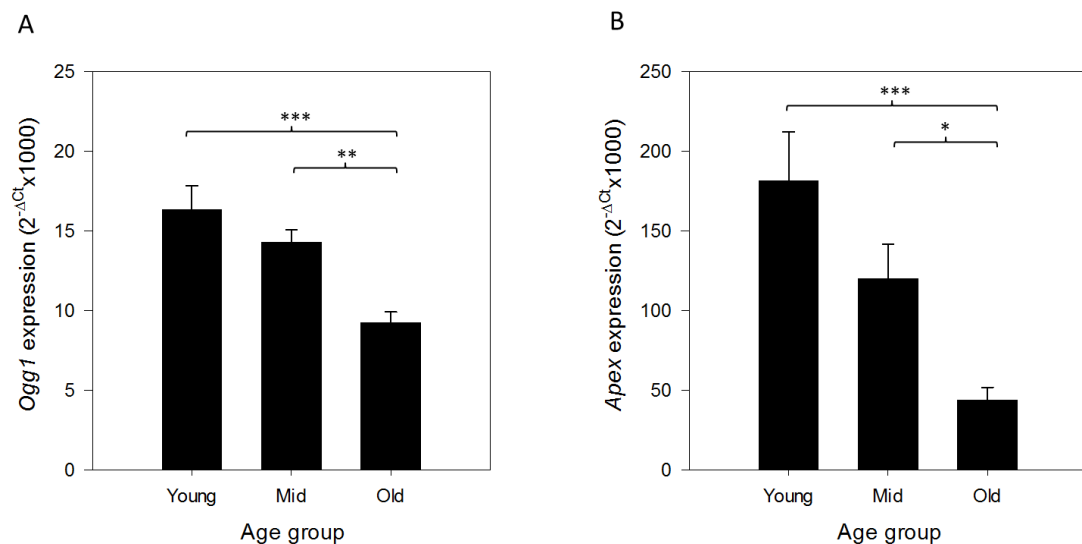 A
Ogg1 expression (2^-ΔCt x1000)
25
20
15
10
5
0
***
**
Young Mid Old
Age group
B
Apex expression (2^-ΔCt x1000)
250
200
150
100
50
0
***
*
Young Mid Old
Age group